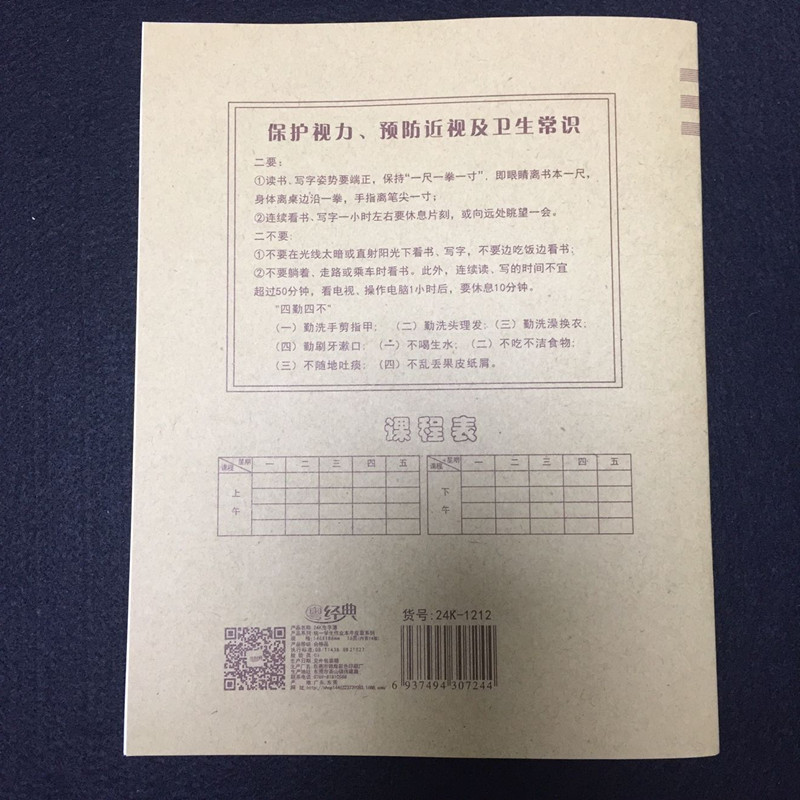 保护视力、预防近视及卫生常识
二要：
①读书、写字姿势要端正，保持“一尺一拳一寸”．即眼睛离书本一尺，
身体离桌边沿一拳，手指离笔尖一寸；
②连续看书、写字一小时左右要休息片刻，或向远处眺望一会。
二不要：
①不要在光线太暗或直射阳光下看书、写字，不要边吃饭边看书；
②不要躺着、走路或乘车时看书。此外，连续读、写的时间不宜
超过50分钟，看电视、操作电脑1小时后，要休息10分钟。
“四勤四不”
（一）勤洗手剪指甲；（二）勤洗头理发；（三）勤洗澡换衣；
（四）勤刷牙漱口；（一）不喝生水；（二）不吃不洁食物；
（三）不随地吐痰；（四）不乱丢果皮纸屑。
课程表
星期 课程 一 二 三 四 五
上午
星期 课程 一 二 三 四 五
下午
经典
货号：24K-1212
6 937494 307244